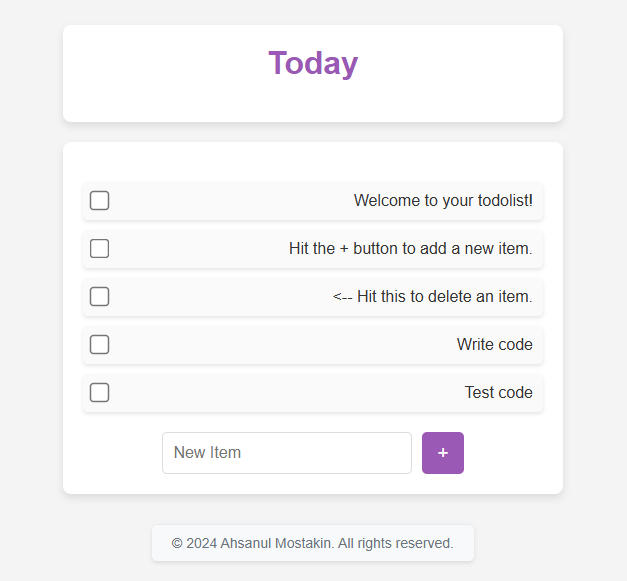 Today
Welcome to your todolist!
Hit the + button to add a new item.
<-- Hit this to delete an item.
Write code
Test code
New Item
+
© 2024 Ahsanul Mostakin. All rights reserved.